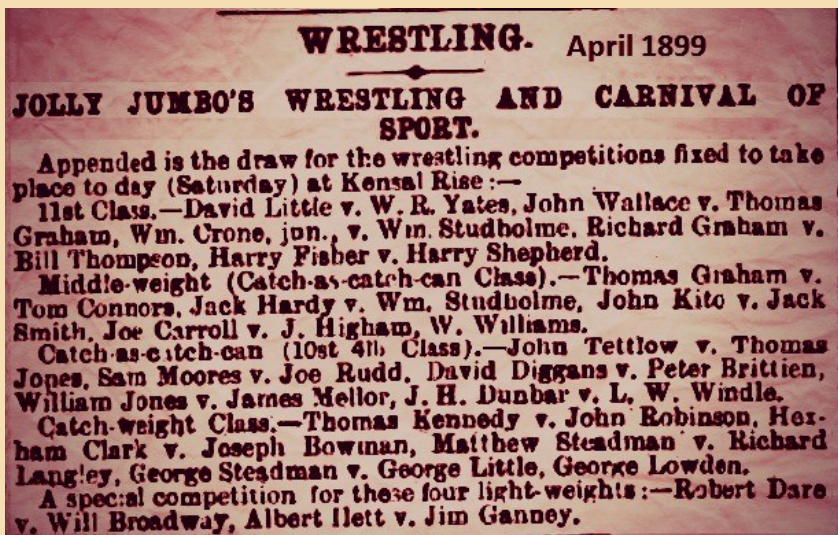 WRESTLING. April 1899
JOLLY JUMBO'S WRESTLING AND CARNIVAL OF
SPORT.
Appended is the draw for the wrestling competitions fixed to take
place to day (Saturday) at Kensal Rise:—
11st Class.—David Little v. W. R. Yates, John Wallace v. Thomas
Graham, Wm. Crone, jun., v. Wm. Studholme, Richard Graham v.
Bill Thompson, Harry Fisher v. Harry Shepherd.
Middle-weight (Catch-as-catch-can Class).—Thomas Graham v.
Tom Connors, Jack Hardy v. Wm. Studholme, John Kito v. Jack
Smith, Joe Carroll v. J. Higham, W. Williams.
Catch-as-catch-can (10st 4lb Class).—John Tettlow v. Thomas
Jones, Sam Moores v. Joe Rudd, David Diggans v. Peter Brittien,
William Jones v. James Mellor, J. H. Dunbar v. L. W. Windle.
Catch-weight Class.—Thomas Kennedy v. John Robinson, Hex-
ham Clark v. Joseph Bowman, Matthew Steadman v. Richard
Langley, George Steadman v. George Little, George Lowden.
A special competition for these four light-weights:—Robert Dare
v. Will Broadway, Albert Ilett v. Jim Ganney.